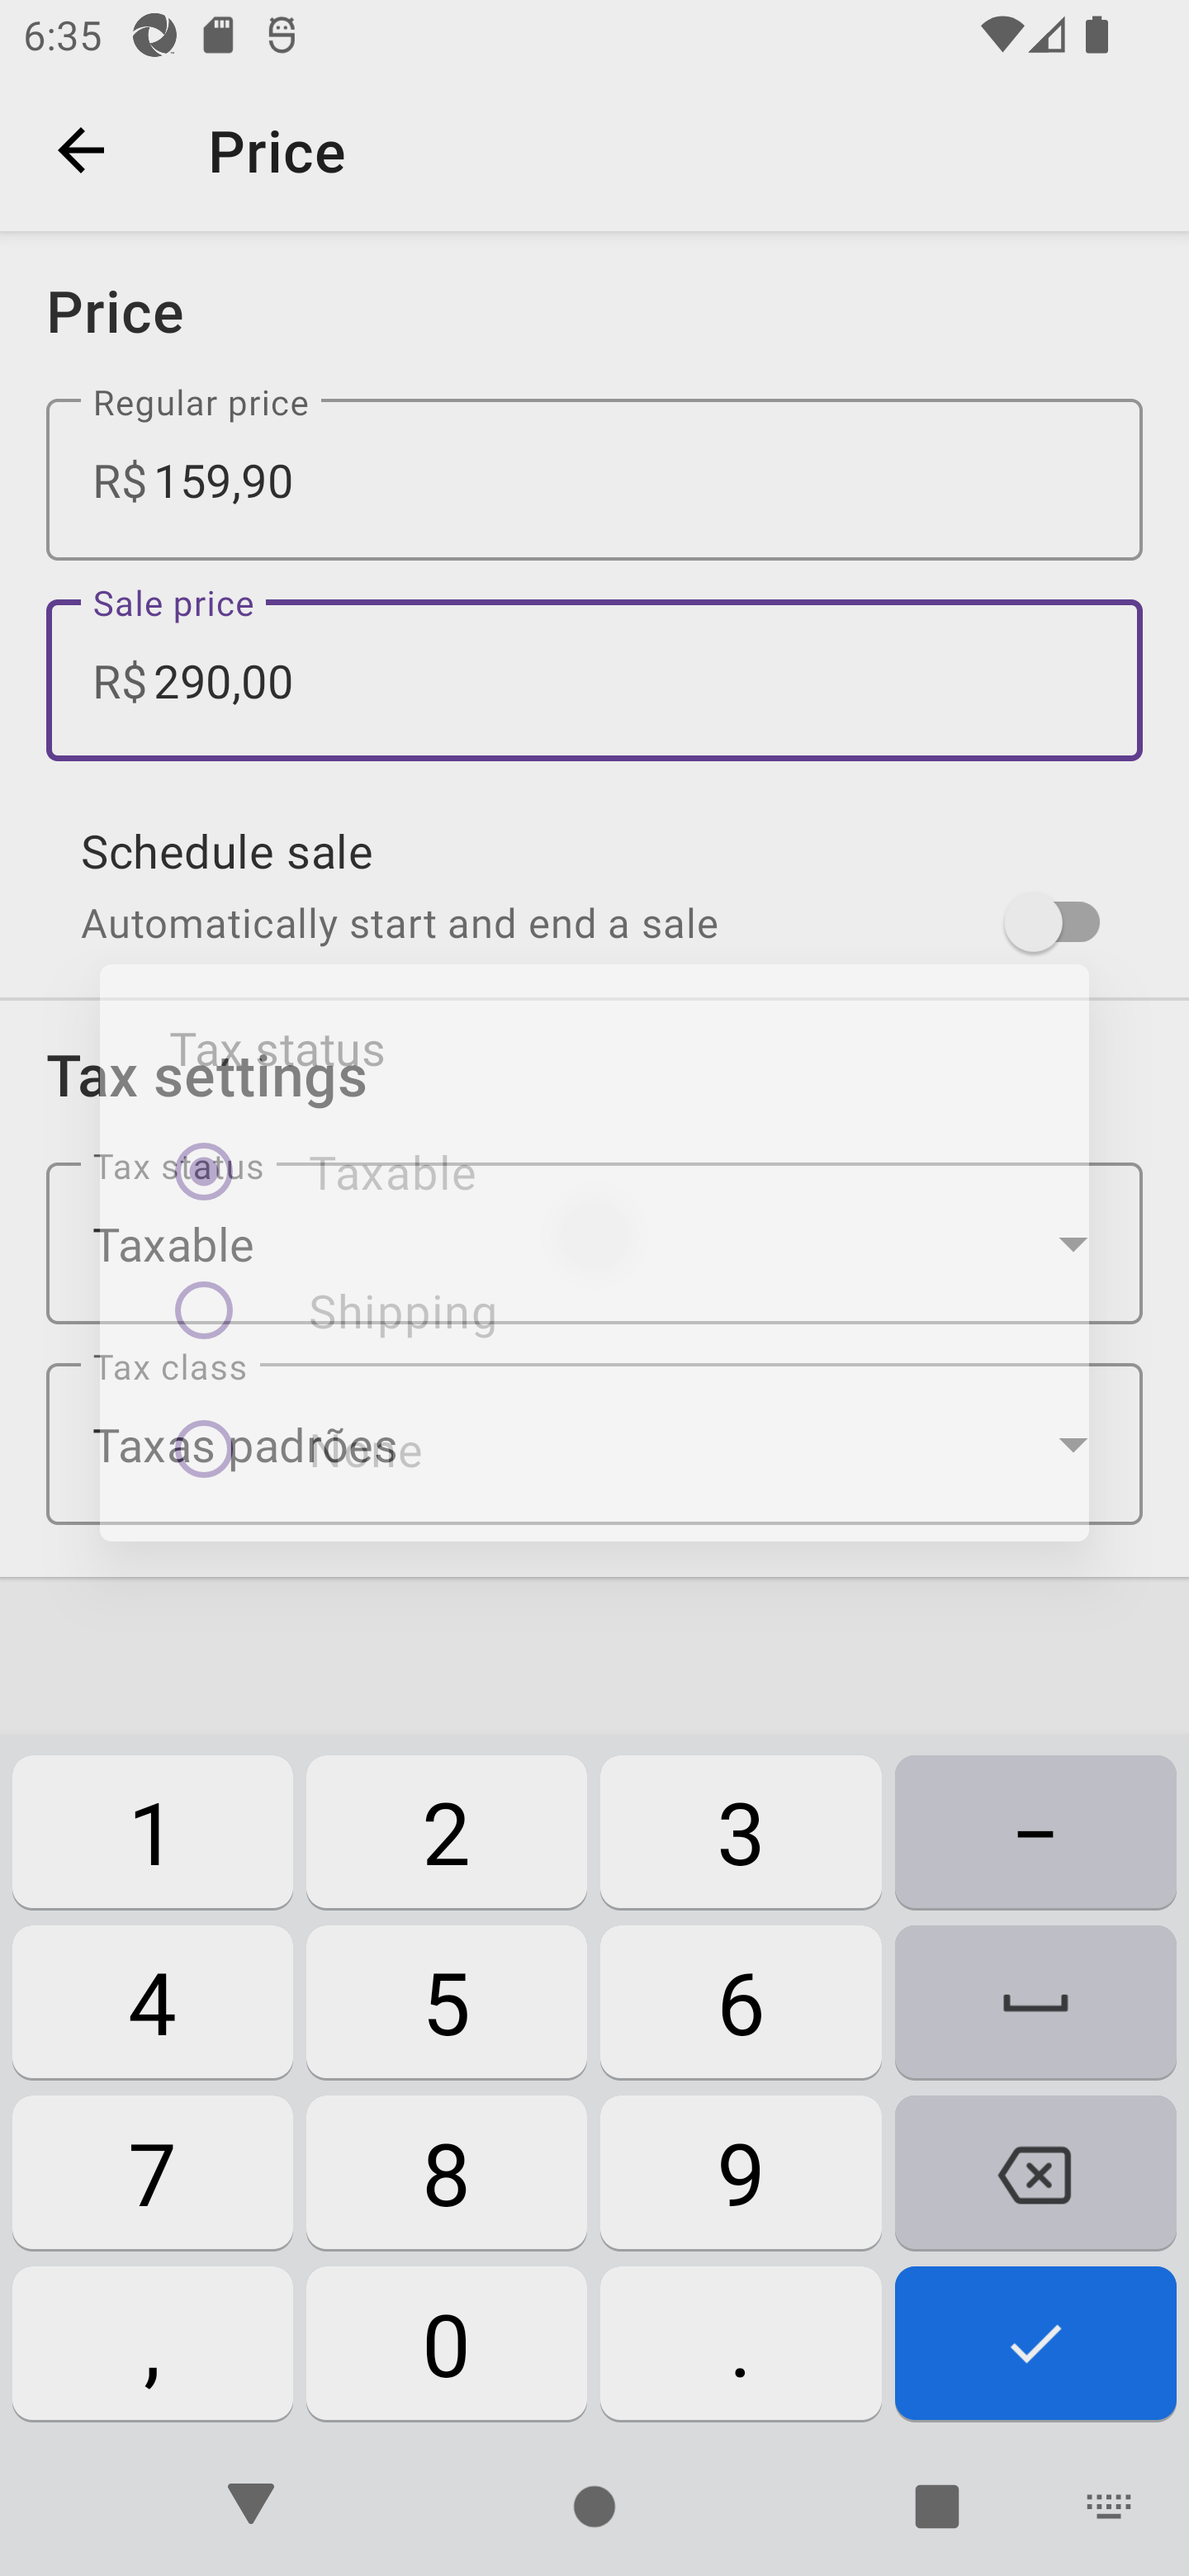 6:35
Price
Price
Regular price
R$ 159,90
Sale price
R$ 290,00
Schedule sale
Automatically start and end a sale
Tax status
Tax settings
Tax status
Taxable
Taxable
Shipping
Tax class
Taxas padrões
None
1 2 3 –
4 5 6
7 8 9
, 0 .